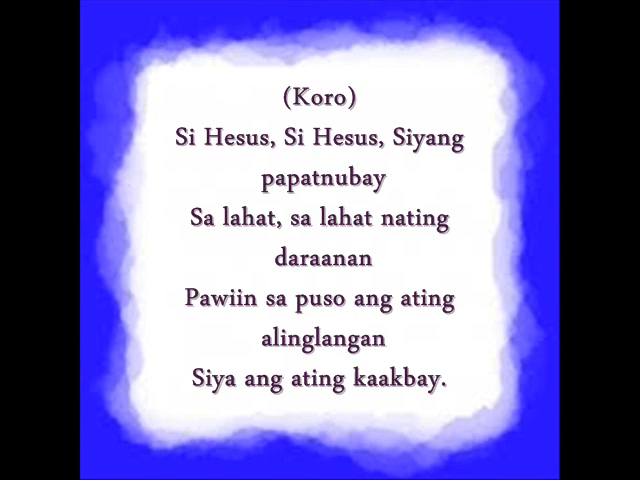 (Koro)
Si Hesus, Si Hesus, Siyang
papatnubay
Sa lahat, sa lahat nating
daraanan
Pawiin sa puso ang ating
alinglangan
Siya ang ating kaakbay.